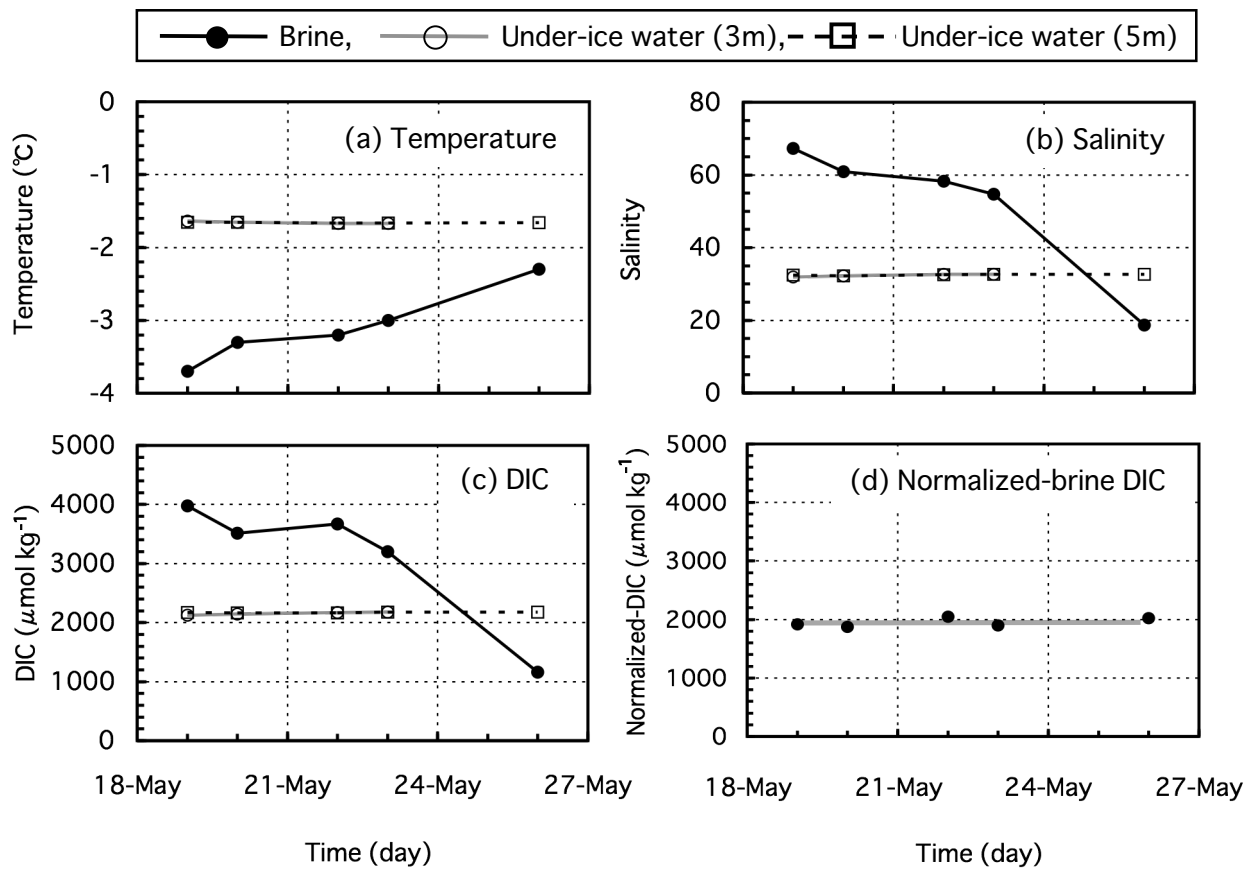 Brine, Under-ice water (3m), Under-ice water (5m)
(a) Temperature
Temperature (℃)
0
-1
-2
-3
-4
(b) Salinity
Salinity
80
60
40
20
0
(c) DIC
DIC (μmol kg⁻¹)
5000
4000
3000
2000
1000
0
18-May 21-May 24-May 27-May
Time (day)
(d) Normalized-brine DIC
Normalized-DIC (μmol kg⁻¹)
5000
4000
3000
2000
1000
0
18-May 21-May 24-May 27-May
Time (day)